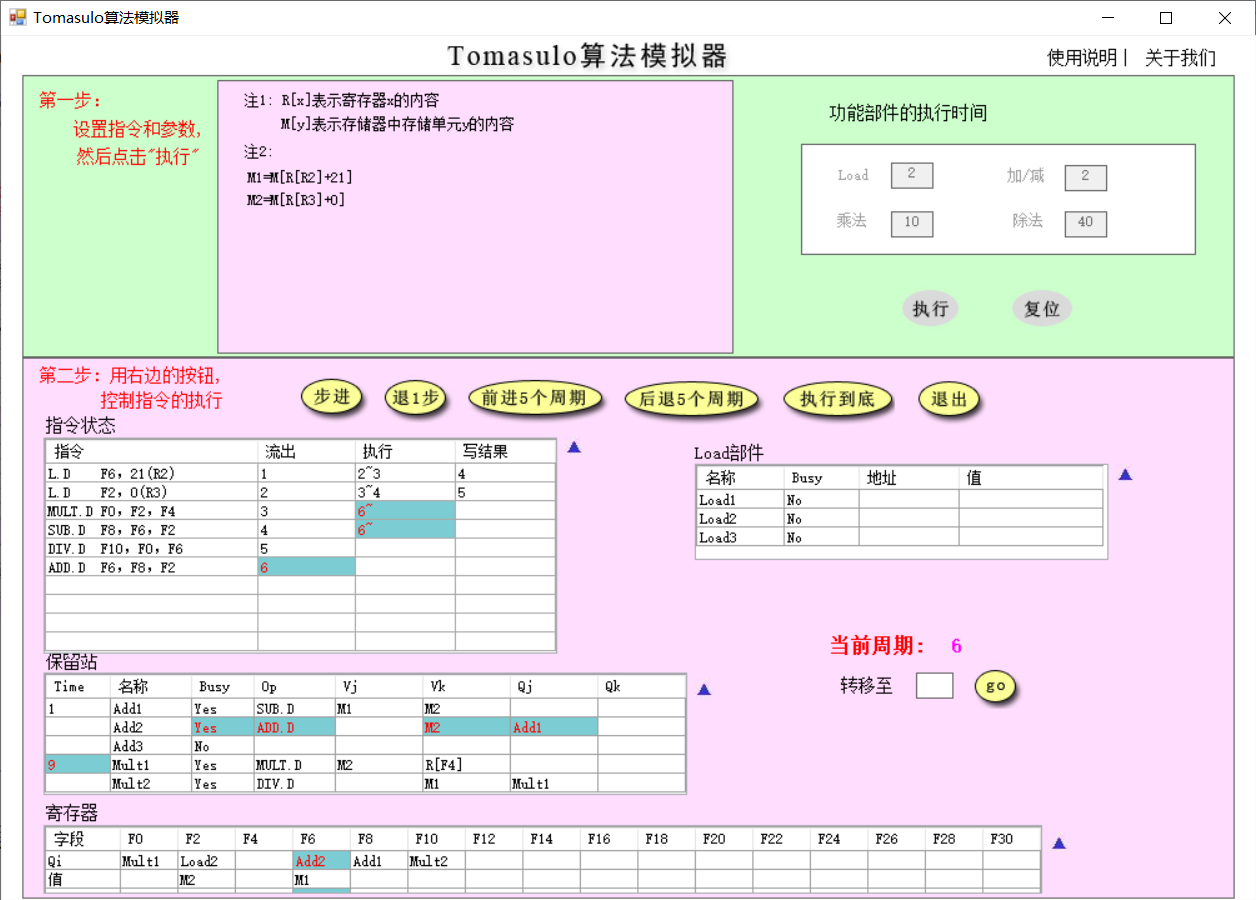 Tomasulo算法模拟器
Tomasulo算法模拟器
使用说明| 关于我们
第一步：
设置指令和参数，
然后点击"执行"
注1: R[x]表示寄存器x的内容
M[y]表示存储器中存储单元y的内容
注2:
M1=M[R[R2]+21]
M2=M[R[R3]+0]
功能部件的执行时间
Load 2 加/减 2
乘法 10 除法 40
执行 复位
第二步：用右边的按钮，
控制指令的执行
步进 退1步 前进5个周期 后退5个周期 执行到底 退出
指令状态
指令 流出 执行 写结果
L.D F6, 21(R2) 1 2~3 4
L.D F2, 0(R3) 2 3~4 5
MULT.D F0, F2, F4 3 6~
SUB.D F8, F6, F2 4 6~
DIV.D F10, F0, F6 5
ADD.D F6, F8, F2 6
Load部件
名称 Busy 地址 值
Load1 No
Load2 No
Load3 No
当前周期： 6
转移至 go
保留站
Time 名称 Busy Op Vj Vk Qj Qk
1 Add1 Yes SUB.D M1 M2
Add2 Yes ADD.D M2 Add1
Add3 No
9 Mult1 Yes MULT.D M2 R[F4]
Mult2 Yes DIV.D M1 Mult1
寄存器
字段 F0 F2 F4 F6 F8 F10 F12 F14 F16 F18 F20 F22 F24 F26 F28 F30
Qi Mult1 Load2 Add2 Add1 Mult2
值 M2 M1